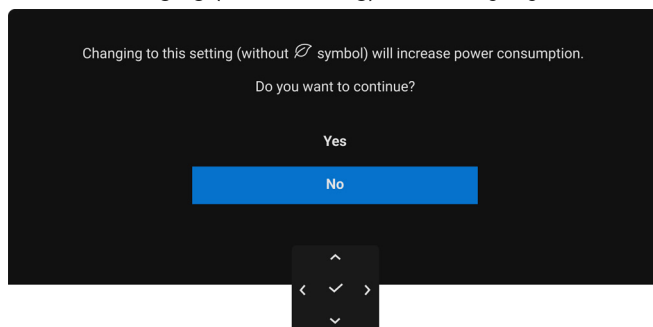 Changing to this setting (without symbol) will increase power consumption.
Do you want to continue?
Yes
No